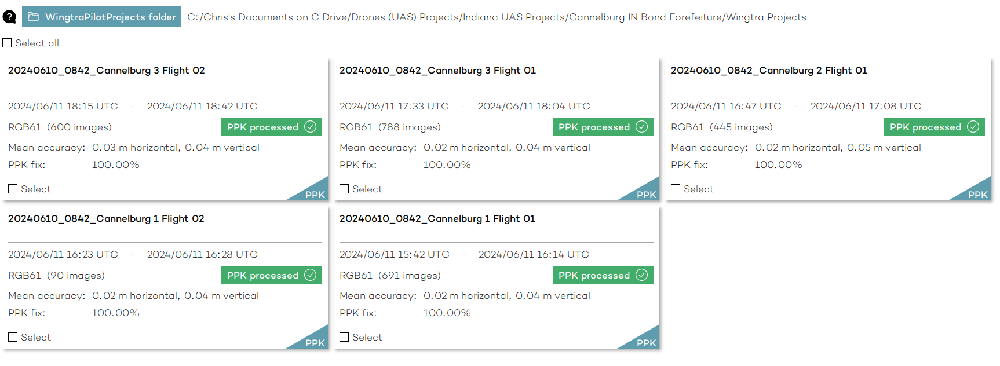 ? WingtraPilotProjects folder C:/Chris's Documents on C Drive/Drones (UAS) Projects/Indiana UAS Projects/Cannelburg IN Bond Forefeiture/Wingtra Projects
Select all
20240610_0842_Cannelburg 3 Flight 02
2024/06/11 18:15 UTC - 2024/06/11 18:42 UTC
RGB61 (600 images) PPK processed
Mean accuracy: 0.03 m horizontal, 0.04 m vertical
PPK fix: 100.00%
Select PPK
20240610_0842_Cannelburg 3 Flight 01
2024/06/11 17:33 UTC - 2024/06/11 18:04 UTC
RGB61 (788 images) PPK processed
Mean accuracy: 0.02 m horizontal, 0.04 m vertical
PPK fix: 100.00%
Select PPK
20240610_0842_Cannelburg 2 Flight 01
2024/06/11 16:47 UTC - 2024/06/11 17:08 UTC
RGB61 (445 images) PPK processed
Mean accuracy: 0.02 m horizontal, 0.05 m vertical
PPK fix: 100.00%
Select PPK
20240610_0842_Cannelburg 1 Flight 02
2024/06/11 16:23 UTC - 2024/06/11 16:28 UTC
RGB61 (90 images) PPK processed
Mean accuracy: 0.02 m horizontal, 0.04 m vertical
PPK fix: 100.00%
Select PPK
20240610_0842_Cannelburg 1 Flight 01
2024/06/11 15:42 UTC - 2024/06/11 16:14 UTC
RGB61 (691 images) PPK processed
Mean accuracy: 0.02 m horizontal, 0.04 m vertical
PPK fix: 100.00%
Select PPK